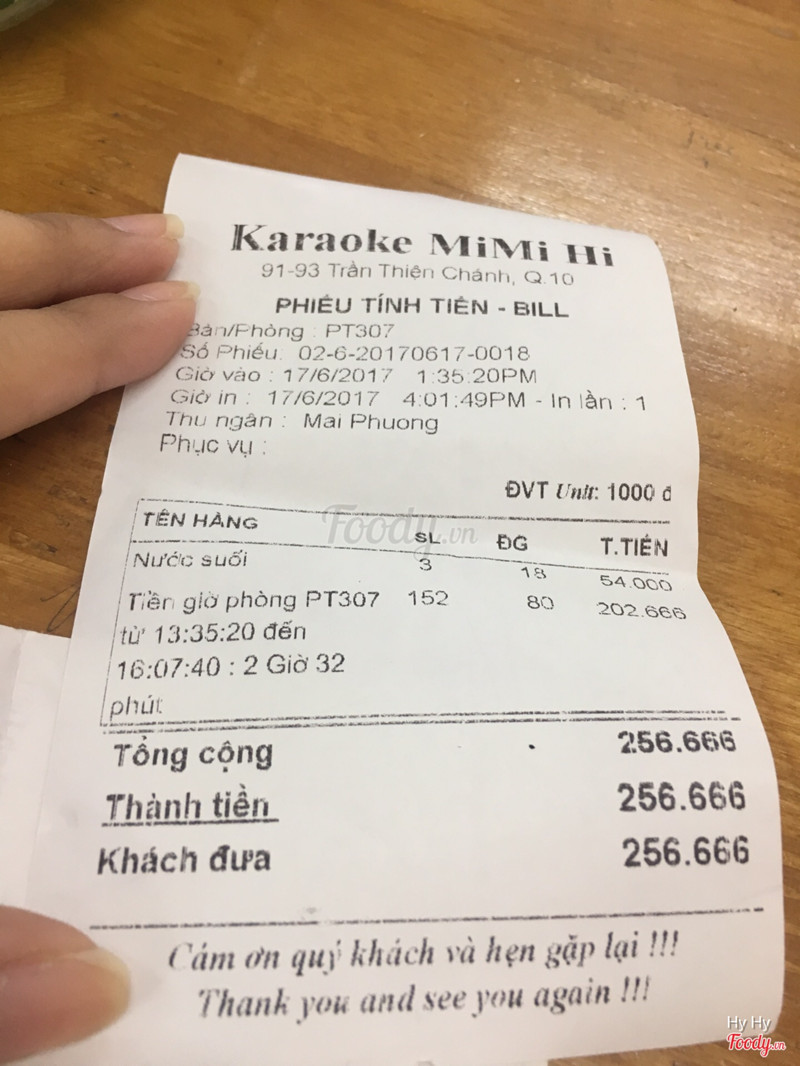 Karaoke MiMi Hi
91-93 Trần Thiện Chánh, Q.10
PHIẾU TÍNH TIỀN - BILL
Bàn/Phòng : PT307
Số Phiếu: 02-6-20170617-0018
Giờ vào : 17/6/2017 1:35:20PM
Giờ in : 17/6/2017 4:01:49PM - In lần : 1
Thu ngân : Mai Phuong
Phục vụ :
ĐVT Unit: 1000 đ
TÊN HÀNG SL ĐG T.TIỀN
Nước suối 3 18 54.000
Tiền giờ phòng PT307 152 80 202.666
từ 13:35:20 đến
16:07:40 : 2 Giờ 32
phút
Tổng cộng 256.666
Thành tiền 256.666
Khách đưa 256.666
Cám ơn quý khách và hẹn gặp lại !!!
Thank you and see you again !!!
Foody.vn
Hy Hy
Foody.vn